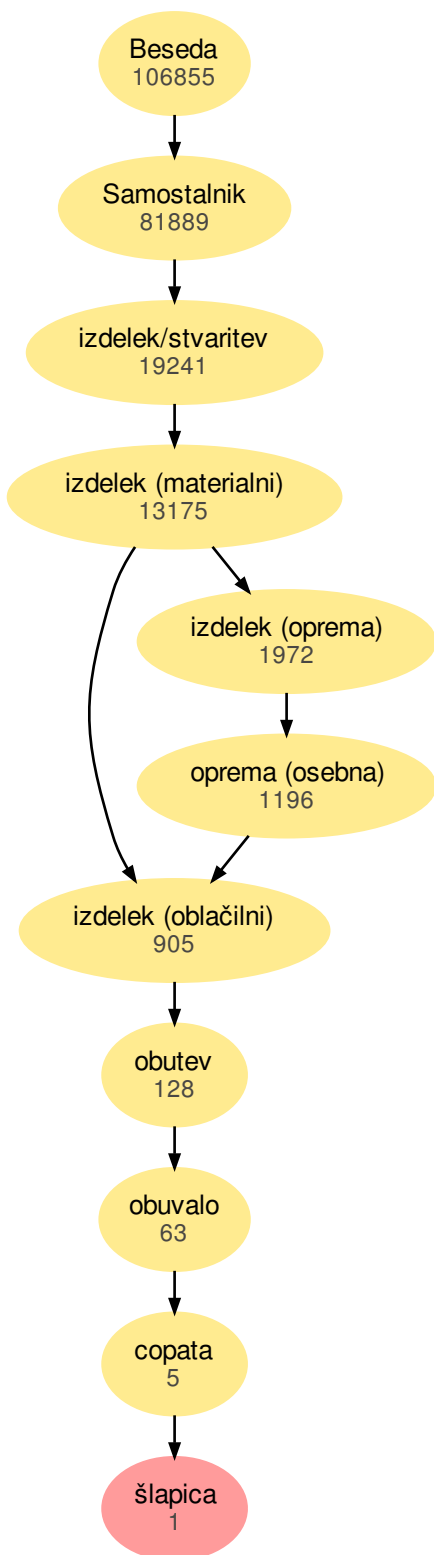 Beseda
106855
Samostalnik
81889
izdelek/stvaritev
19241
izdelek (materialni)
13175
izdelek (oprema)
1972
oprema (osebna)
1196
izdelek (oblačilni)
905
obutev
128
obuvalo
63
copata
5
šlapica
1